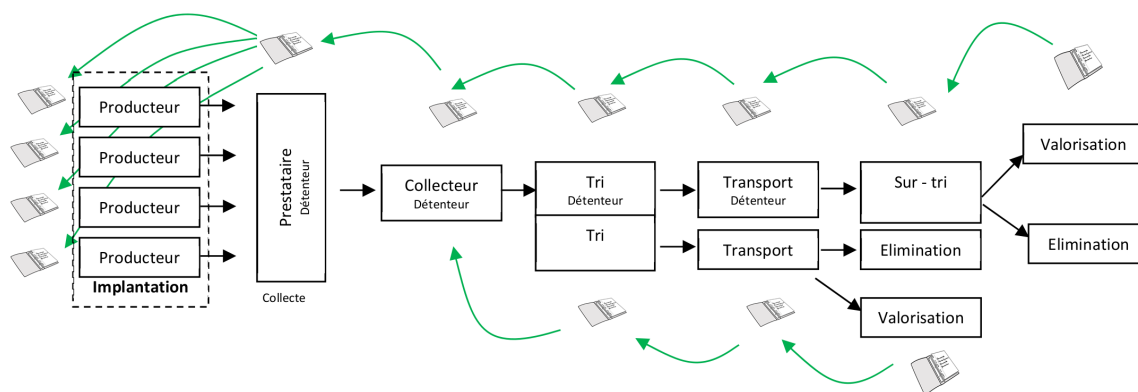 Producteur
Producteur
Producteur
Producteur
Implantation
Prestataire
Détenteur
Collecte
Collecteur
Détenteur
Tri
Détenteur
Tri
Transport
Détenteur
Transport
Sur - tri
Elimination
Valorisation
Valorisation
Elimination